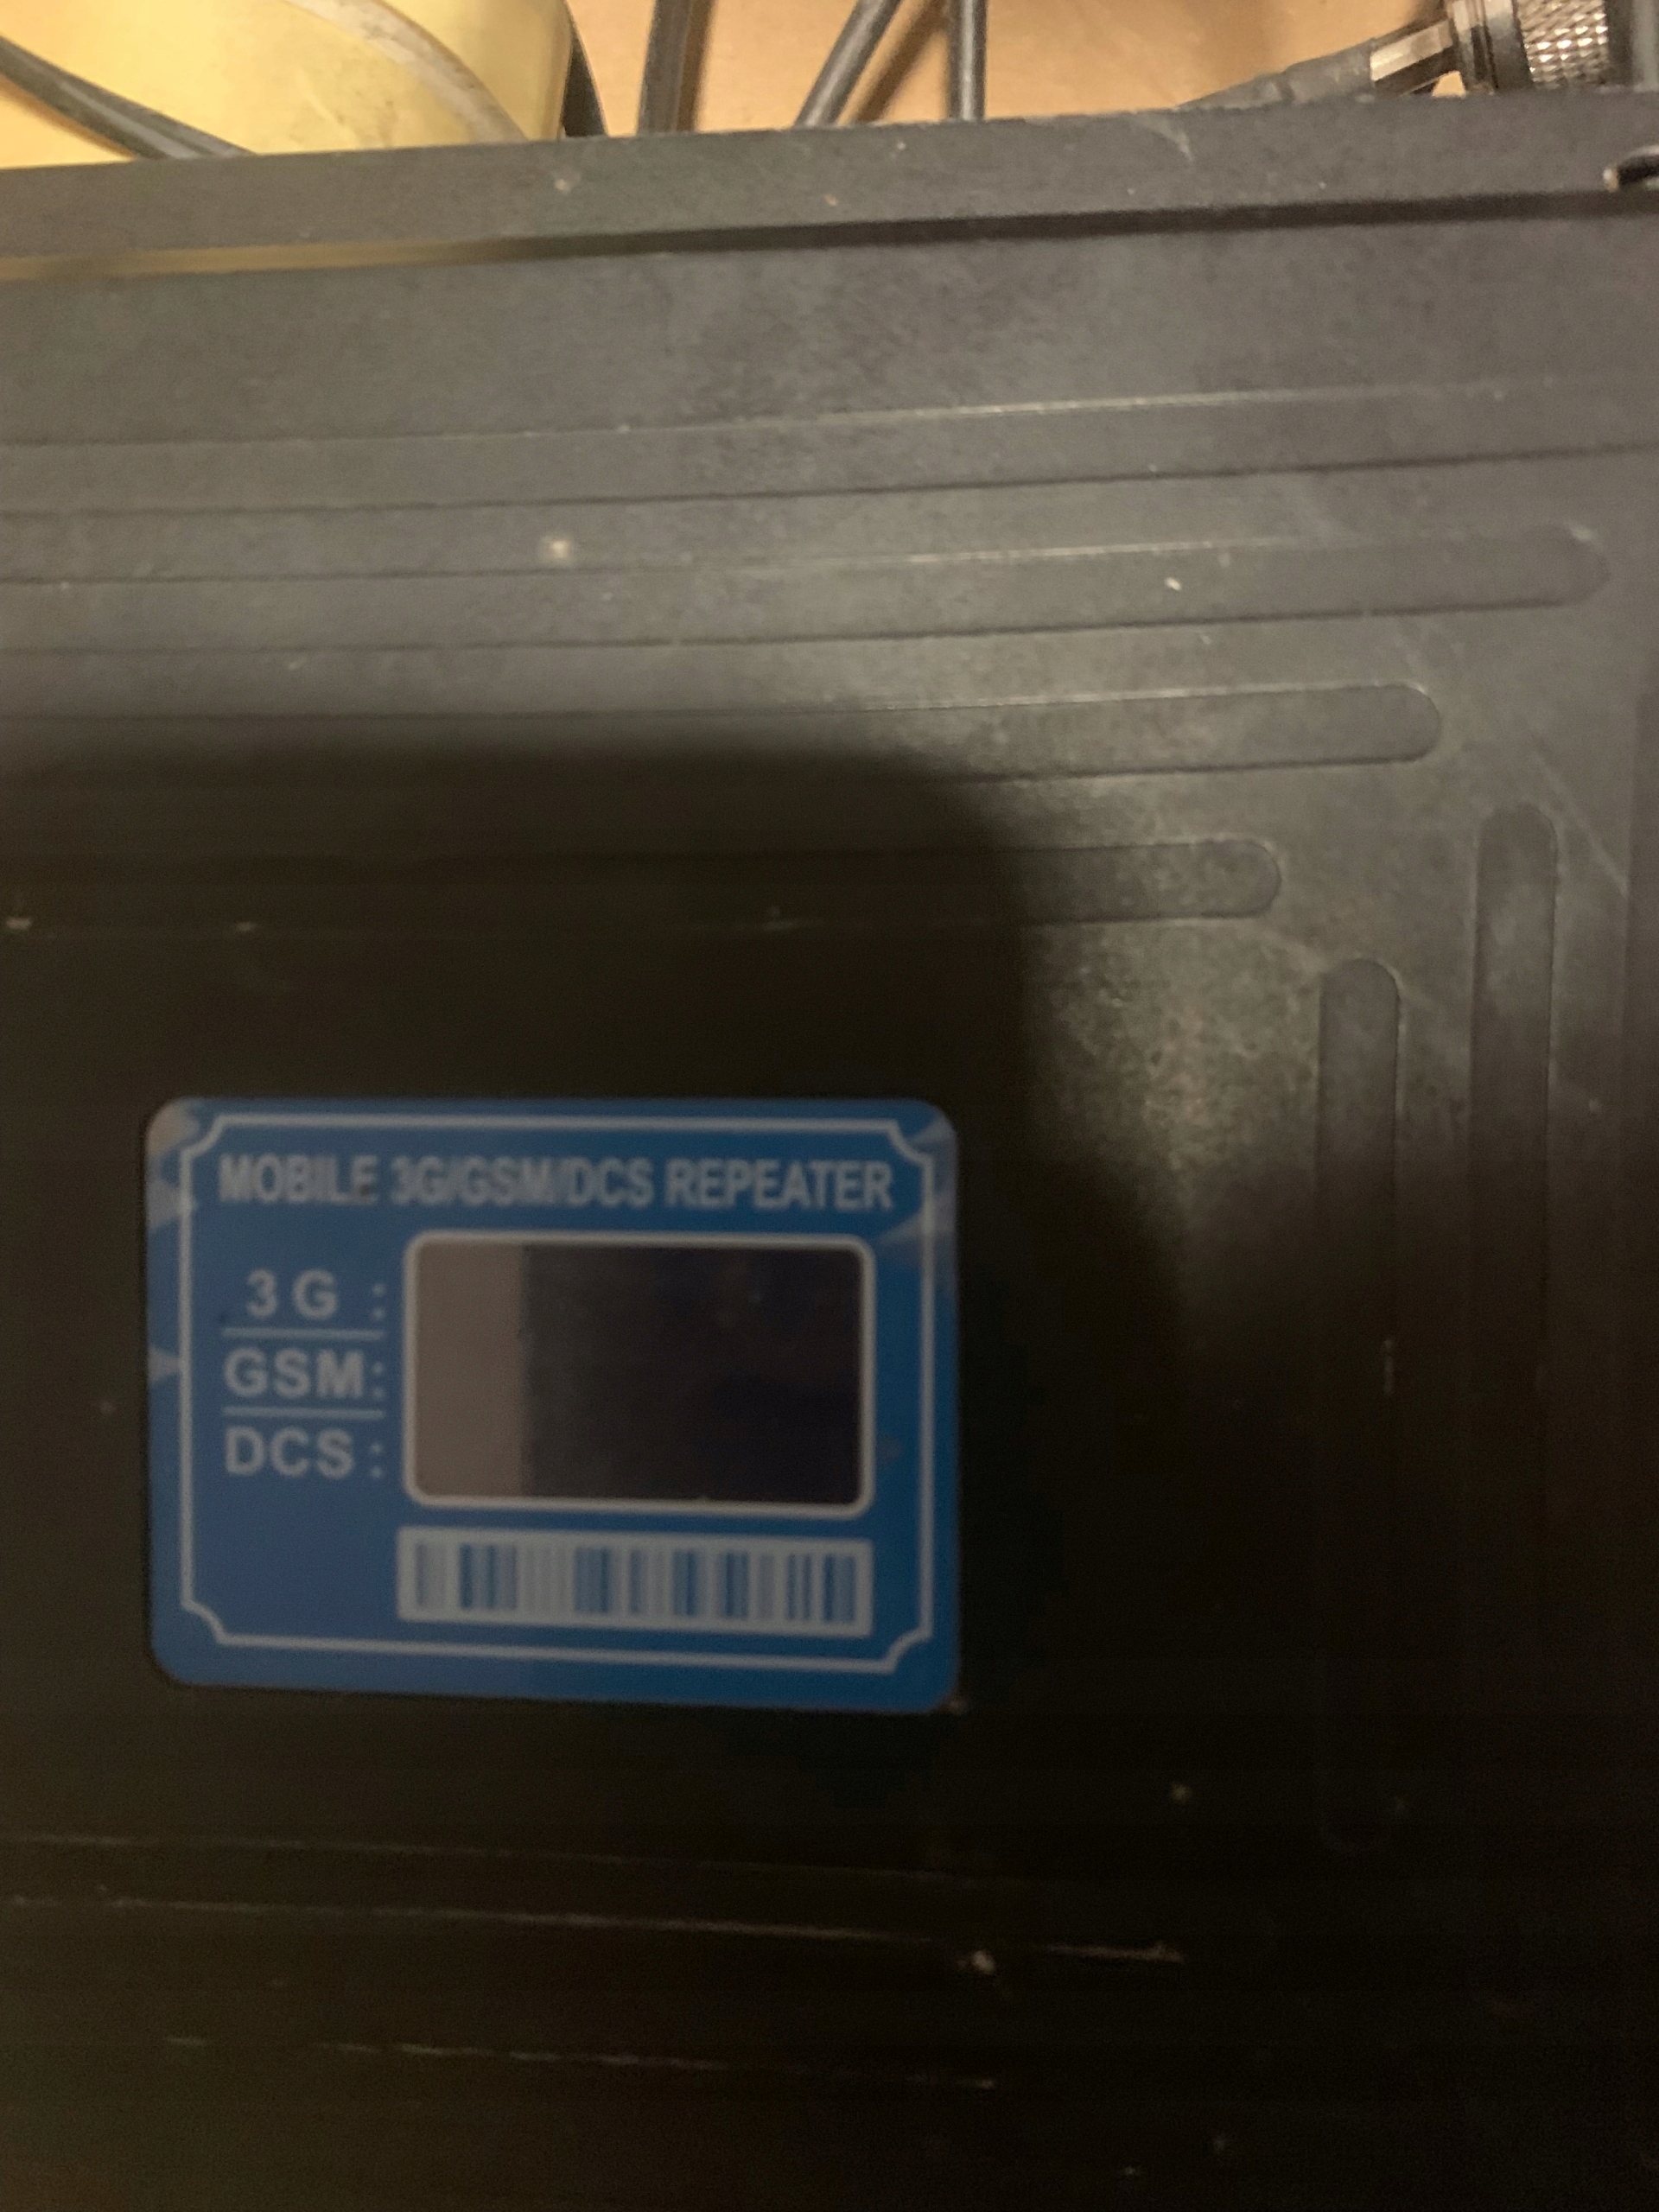 MOBILE 3G/GSM/DCS REPEATER
3G :
GSM:
DCS :